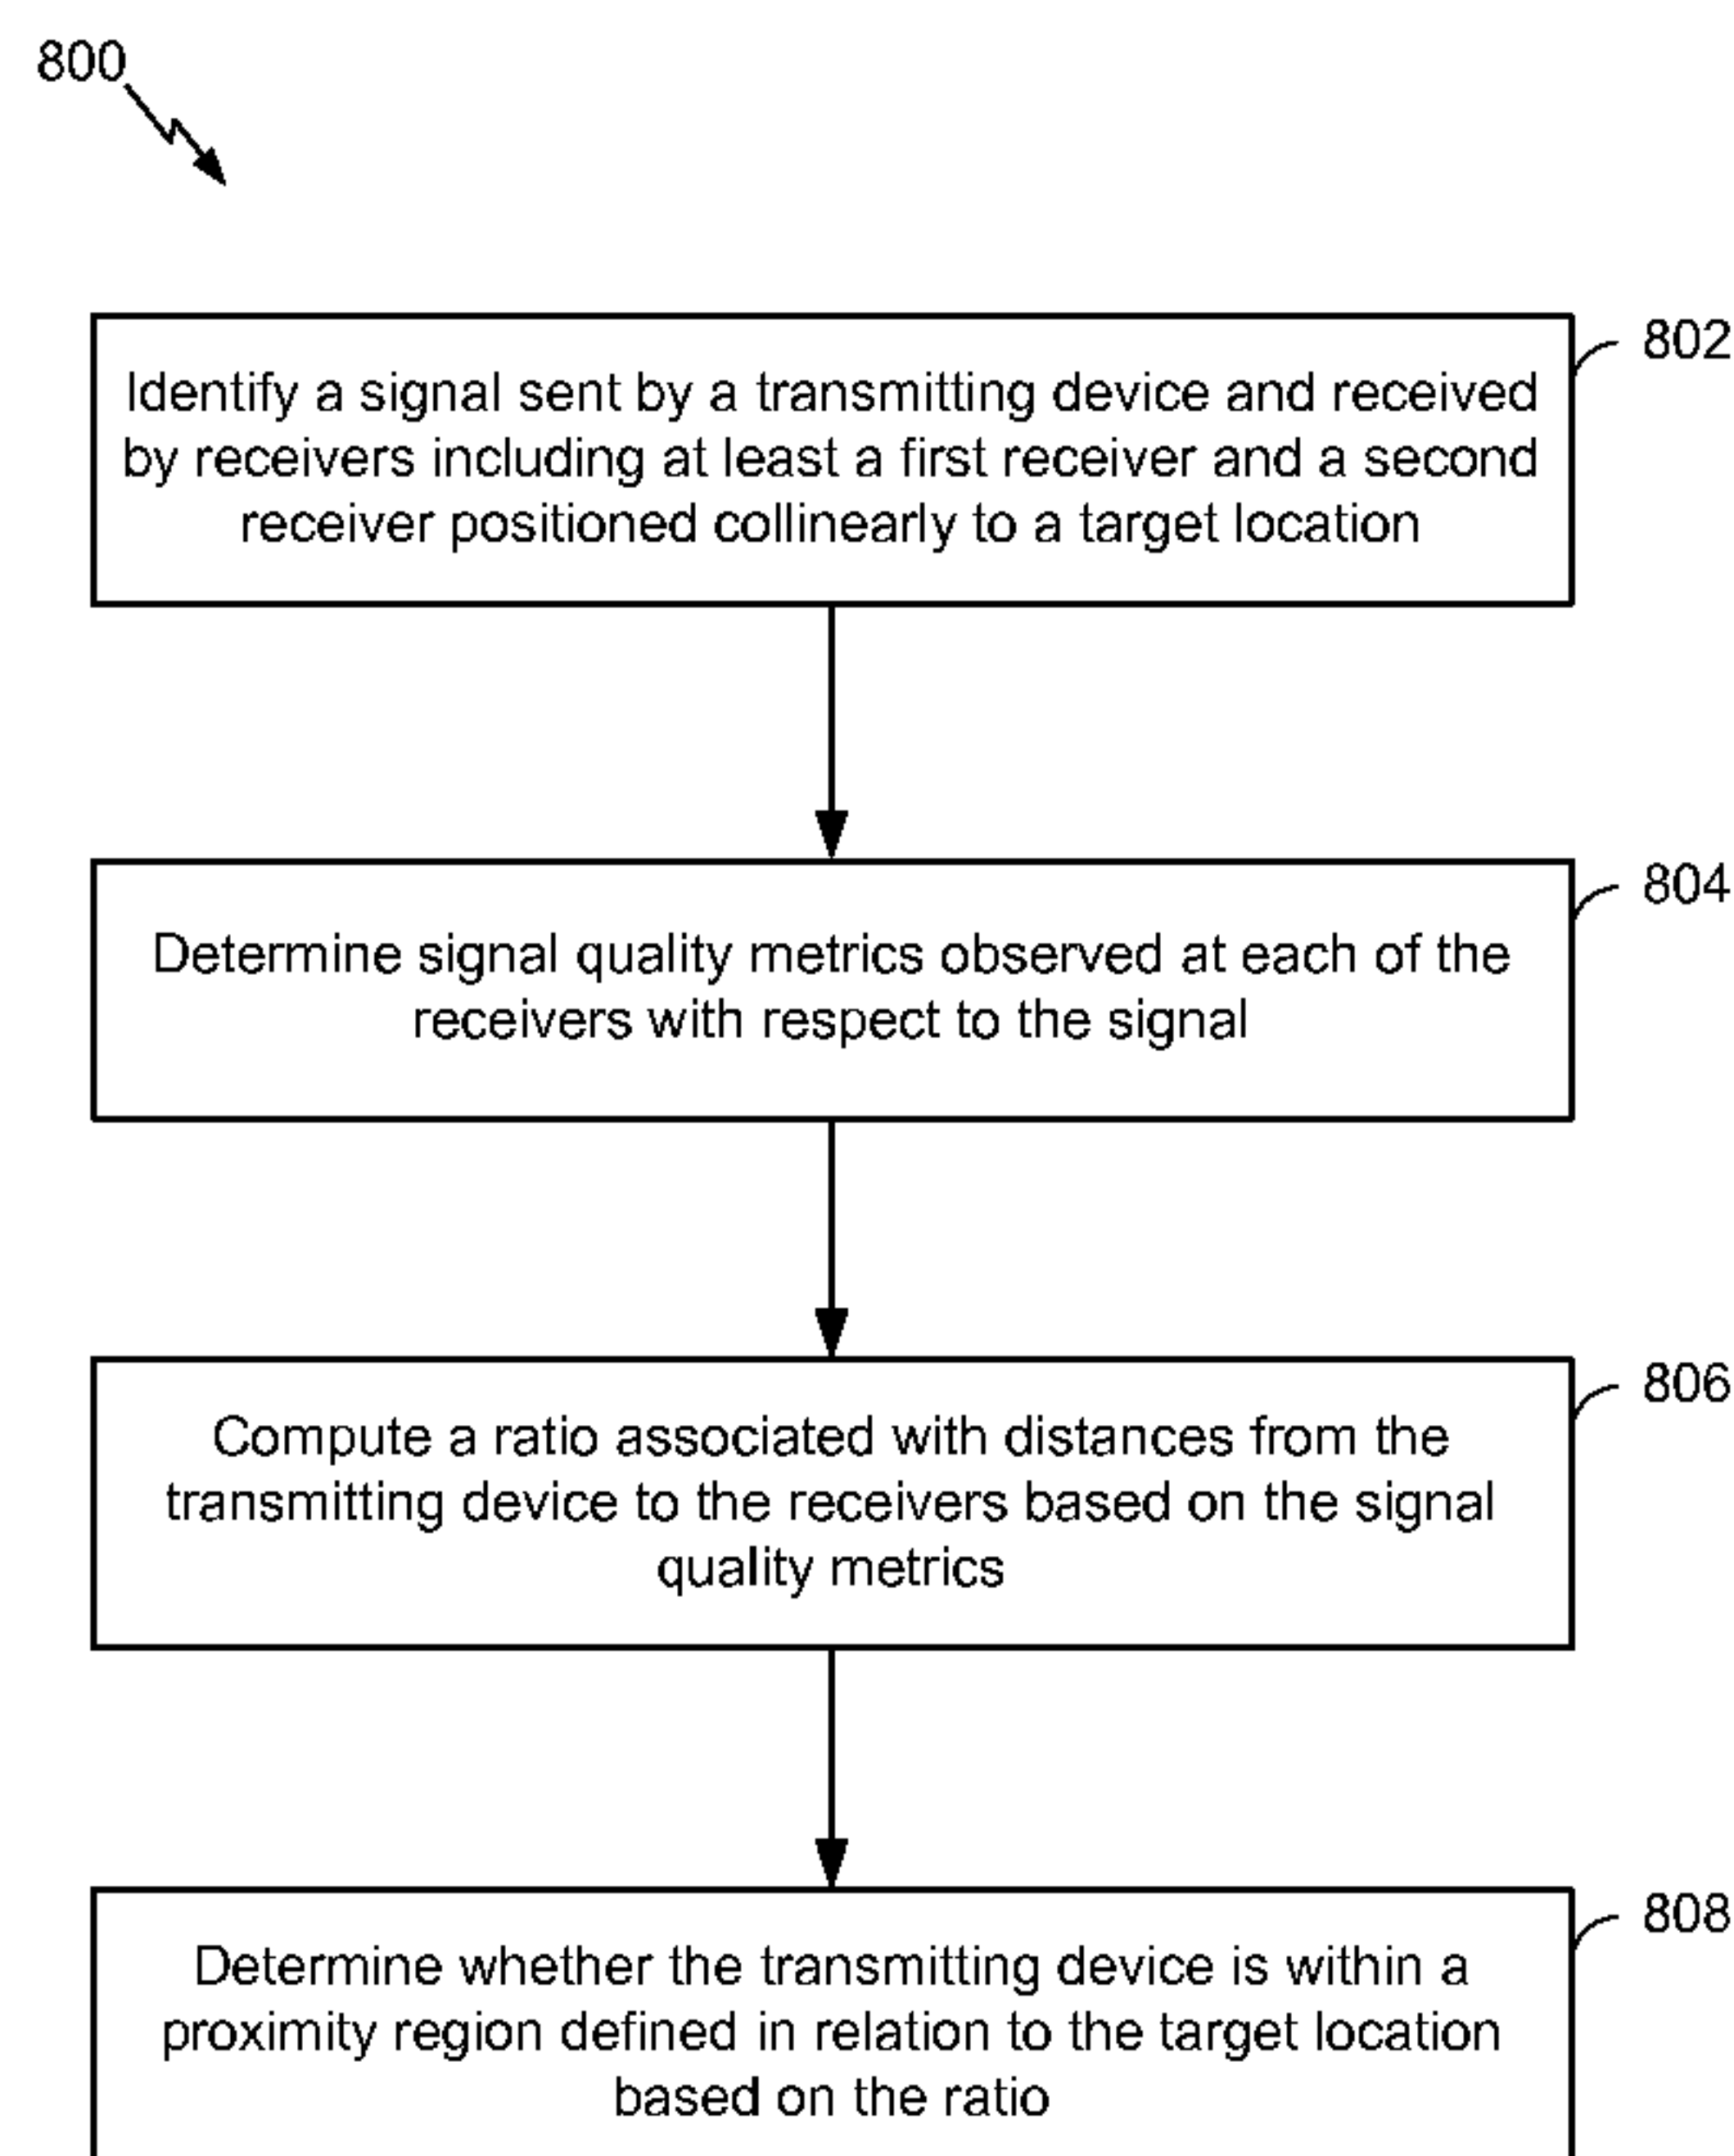 800
802
Identify a signal sent by a transmitting device and received
by receivers including at least a first receiver and a second
receiver positioned collinearly to a target location
804
Determine signal quality metrics observed at each of the
receivers with respect to the signal
806
Compute a ratio associated with distances from the
transmitting device to the receivers based on the signal
quality metrics
808
Determine whether the transmitting device is within a
proximity region defined in relation to the target location
based on the ratio